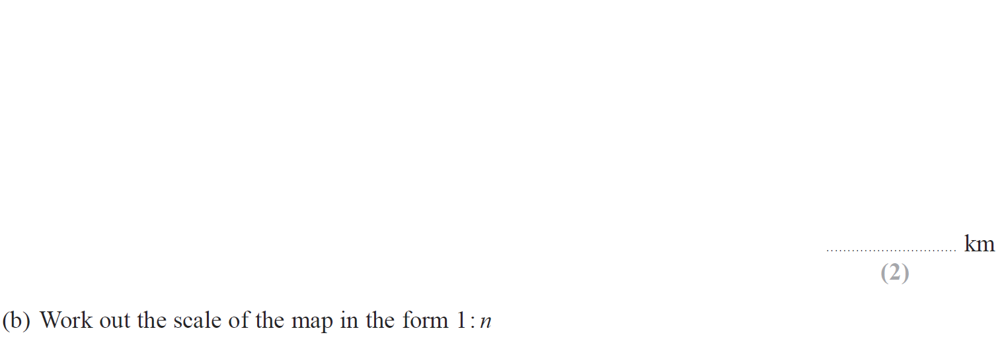 ............................... km
(2)
(b) Work out the scale of the map in the form 1 : n